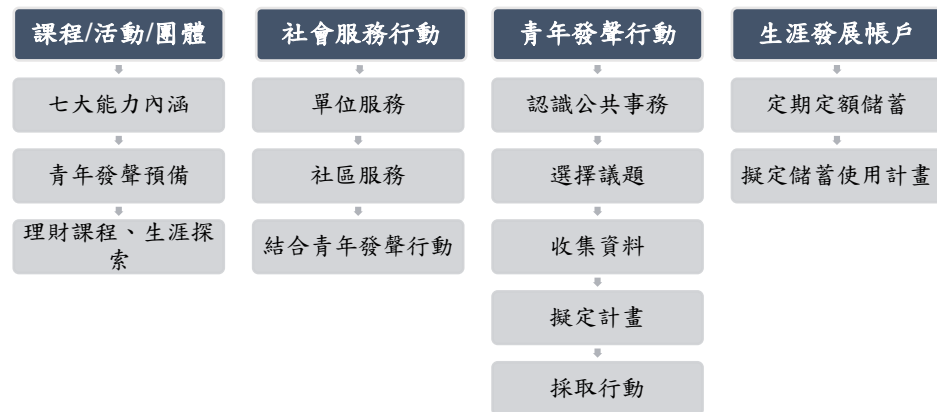 課程/活動/團體
七大能力內涵
青年發聲預備
理財課程、生涯探
索
社會服務行動
單位服務
社區服務
結合青年發聲行動
青年發聲行動
認識公共事務
選擇議題
收集資料
擬定計畫
採取行動
生涯發展帳戶
定期定額儲蓄
擬定儲蓄使用計畫